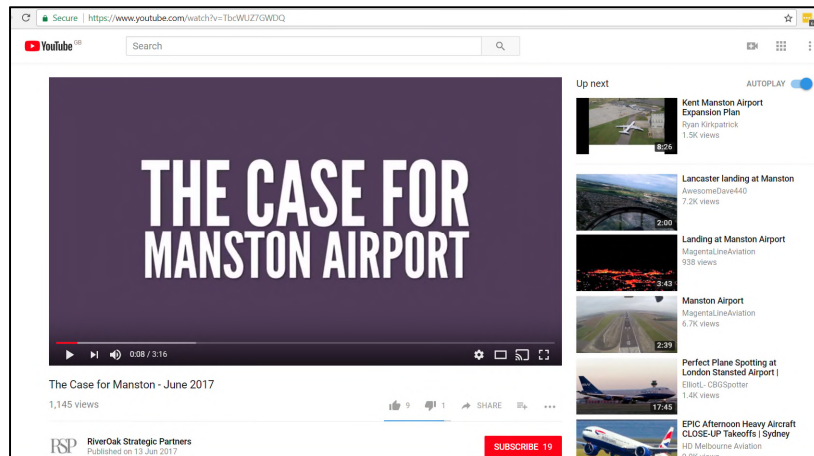 Secure | https://www.youtube.com/watch?v=TbcWUZ7GWDQ
YouTube GB
Search
THE CASE FOR
MANSTON AIRPORT
0:08 / 3:16
The Case for Manston - June 2017
1,145 views
9
1
SHARE
RSP
RiverOak Strategic Partners
Published on 13 Jun 2017
SUBSCRIBE 19
Up next
AUTOPLAY
8:26
Kent Manston Airport
Expansion Plan
Ryan Kirkpatrick
1.5K views
2:00
Lancaster landing at Manston
AwesomeDave440
7.2K views
3:43
Landing at Manston Airport
MagentaLineAviation
938 views
2:39
Manston Airport
MagentaLineAviation
6.7K views
17:45
Perfect Plane Spotting at
London Stansted Airport |
ElliotL- CBGSpotter
1.4K views
EPIC Afternoon Heavy Aircraft
CLOSE-UP Takeoffs | Sydney
HD Melbourne Aviation